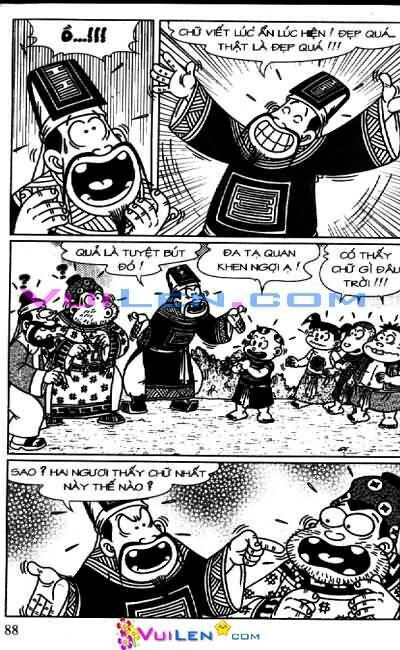 Ồ...!!!
CHỮ VIẾT LÚC ẨN LÚC HIỆN ! ĐẸP QUÁ...
THẬT LÀ ĐẸP QUÁ !!!
QUẢ LÀ TUYỆT BÚT
ĐÓ !
ĐA TẠ QUAN
KHEN NGỢI Ạ !
CÓ THẤY
CHỮ GÌ ĐÂU
TRỜI !!!
? ? ?
VUILEN.COM
SAO ? HAI NGƯƠI THẤY CHỮ NHẤT
NÀY THẾ NÀO ?
88
VUILEN.COM